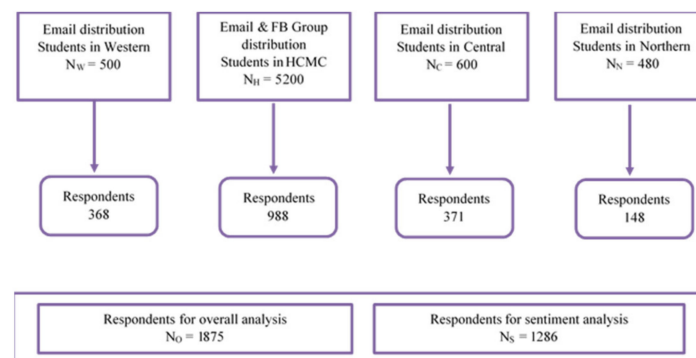 Email distribution
Students in Western
Nw = 500
Email & FB Group
distribution
Students in HCMC
NH = 5200
Email distribution
Students in Central
NC = 600
Email distribution
Students in Northern
NN = 480
Respondents
368
Respondents
988
Respondents
371
Respondents
148
Respondents for overall analysis
NO = 1875
Respondents for sentiment analysis
NS = 1286